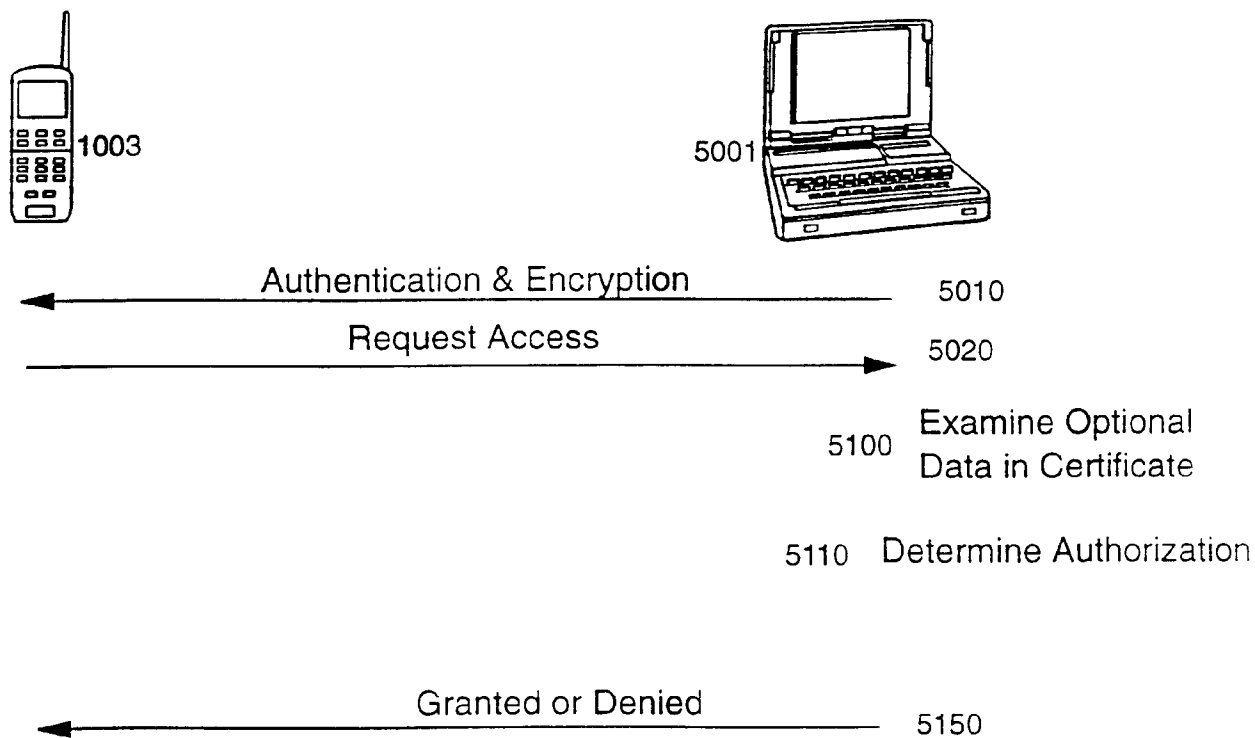 1003
5001
Authentication & Encryption 5010
Request Access 5020
5100 Examine Optional
Data in Certificate
5110 Determine Authorization
Granted or Denied 5150